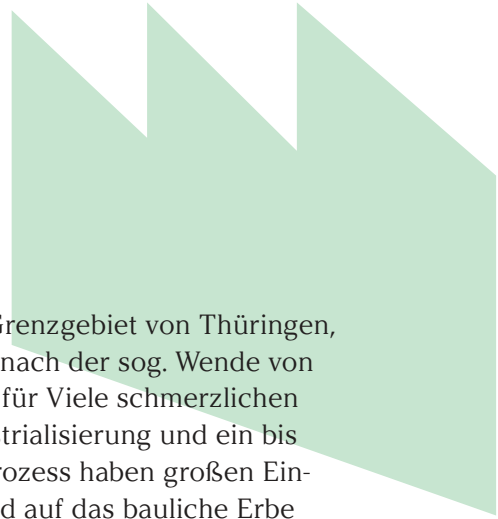 Grenzgebiet von Thüringen,
nach der sog. Wende von
für Viele schmerzlichen
strialisierung und ein bis
rozess haben großen Ein-
d auf das bauliche Erbe